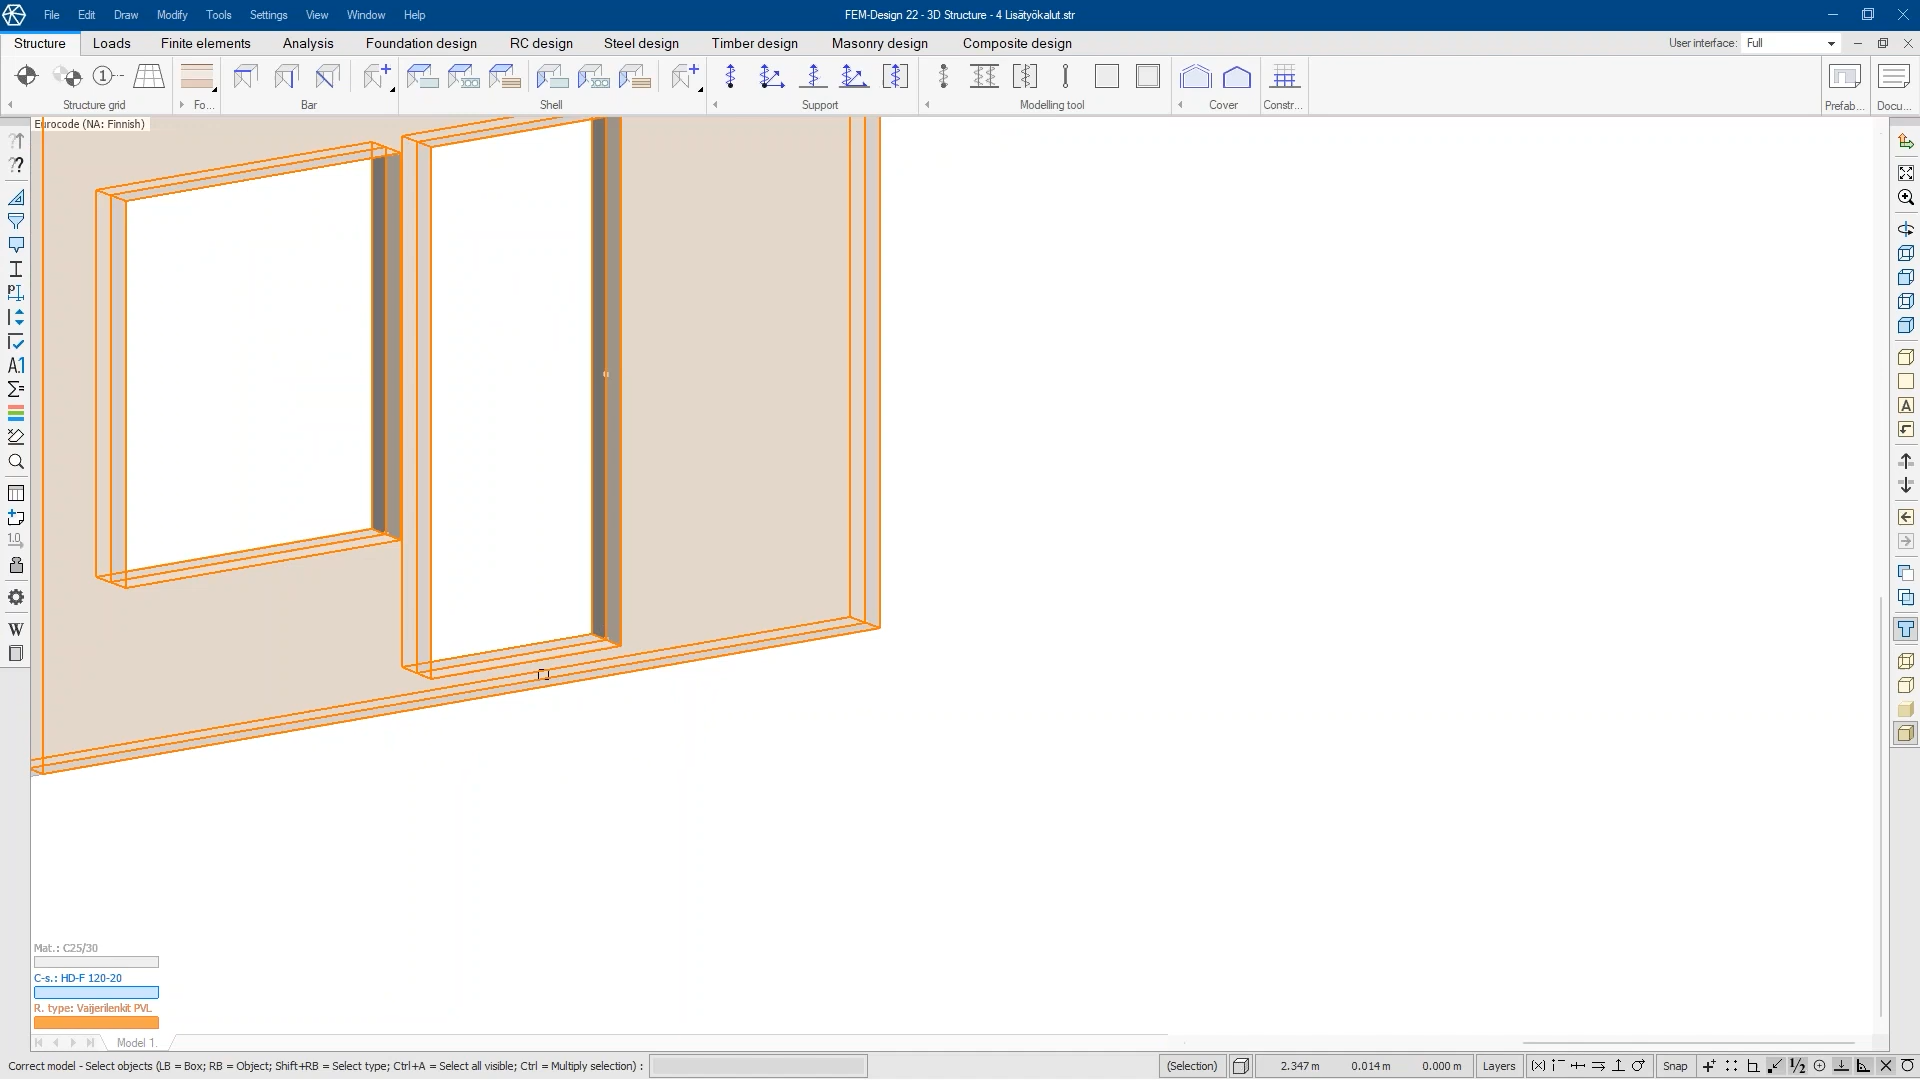 File Edit Draw Modify Tools Settings View Window Help
FEM-Design 22 - 3D Structure - 4 Lisätyökalut.str
Structure Loads Finite elements Analysis Foundation design RC design Steel design Timber design Masonry design Composite design
User interface: Full
Structure grid Fo... Bar Shell Support Modelling tool Cover Constr... Prefab... Docu...
Eurocode (NA: Finnish)
Mat.: C25/30
C-s.: HD-F 120-20
R. type: Vaijerilenkit PVL
Model 1.
Correct model - Select objects (LB = Box; RB = Object; Shift+RB = Select type; Ctrl+A = Select all visible; Ctrl = Multiply selection) :
(Selection) 2.347 m 0.014 m 0.000 m Layers Snap